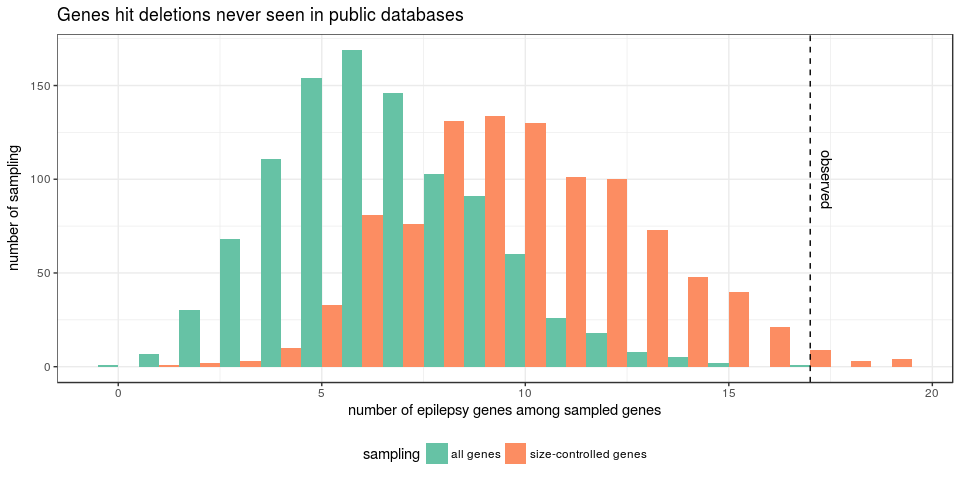 Genes hit deletions never seen in public databases
number of sampling
150
100
50
0
observed
0 5 10 15 20
number of epilepsy genes among sampled genes
sampling all genes size-controlled genes